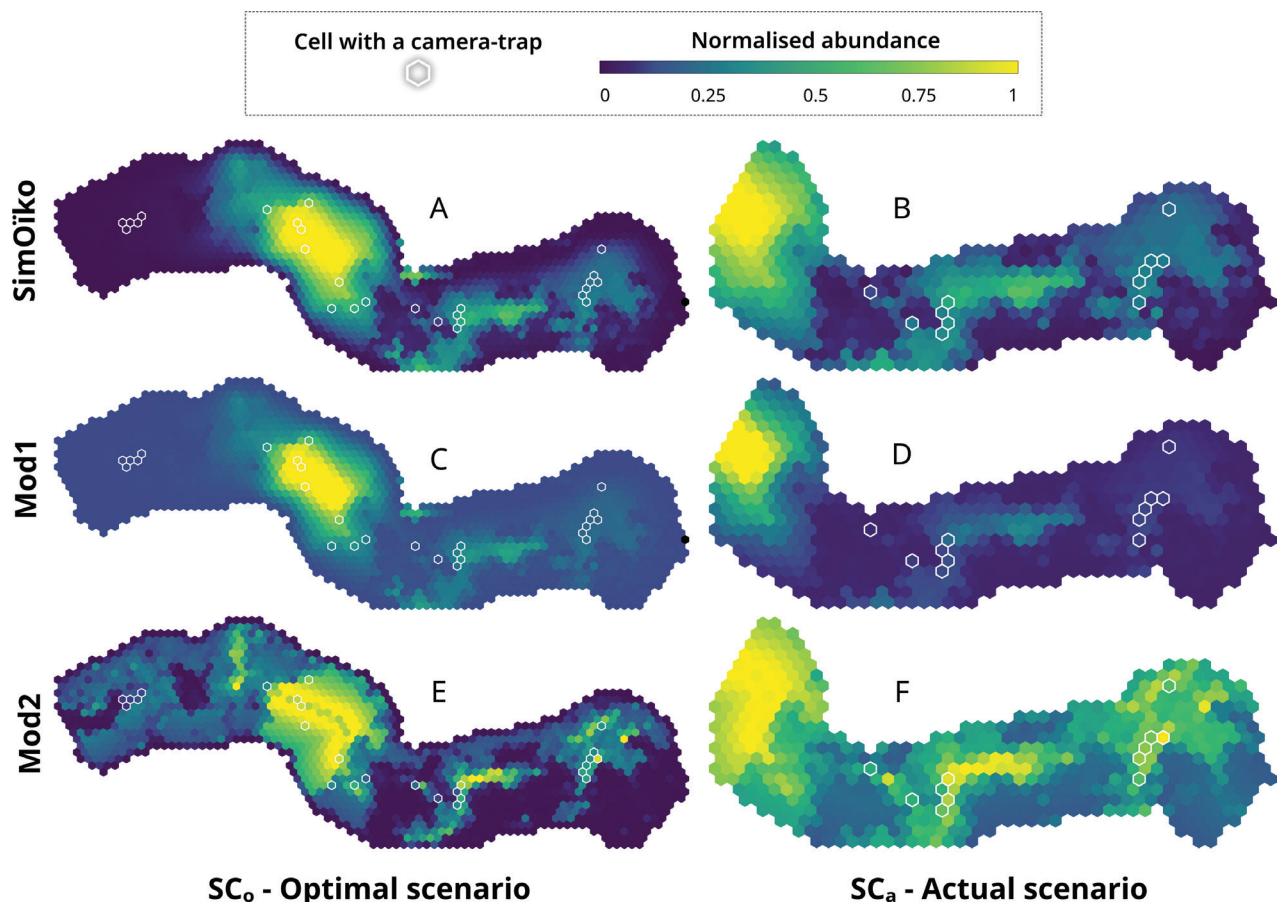 Cell with a camera-trap
Normalised abundance
0 0.25 0.5 0.75 1
SimOïko
A
B
Mod1
C
D
Mod2
E
F
SCo - Optimal scenario
SCa - Actual scenario